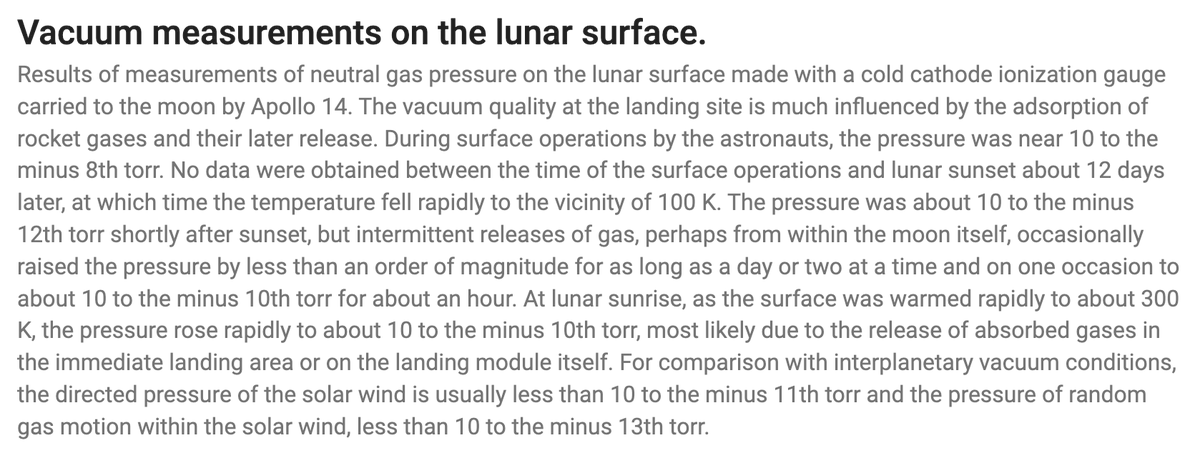 Vacuum measurements on the lunar surface.
Results of measurements of neutral gas pressure on the lunar surface made with a cold cathode ionization gauge
carried to the moon by Apollo 14. The vacuum quality at the landing site is much influenced by the adsorption of
rocket gases and their later release. During surface operations by the astronauts, the pressure was near 10 to the
minus 8th torr. No data were obtained between the time of the surface operations and lunar sunset about 12 days
later, at which time the temperature fell rapidly to the vicinity of 100 K. The pressure was about 10 to the minus
12th torr shortly after sunset, but intermittent releases of gas, perhaps from within the moon itself, occasionally
raised the pressure by less than an order of magnitude for as long as a day or two at a time and on one occasion to
about 10 to the minus 10th torr for about an hour. At lunar sunrise, as the surface was warmed rapidly to about 300
K, the pressure rose rapidly to about 10 to the minus 10th torr, most likely due to the release of absorbed gases in
the immediate landing area or on the landing module itself. For comparison with interplanetary vacuum conditions,
the directed pressure of the solar wind is usually less than 10 to the minus 11th torr and the pressure of random
gas motion within the solar wind, less than 10 to the minus 13th torr.